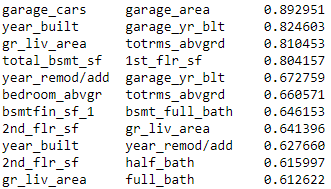 garage_cars garage_area 0.892951
year_built garage_yr_blt 0.824603
gr_liv_area totrms_abvgrd 0.810453
total_bsmt_sf 1st_flr_sf 0.804157
year_remod/add garage_yr_blt 0.672759
bedroom_abvgr totrms_abvgrd 0.660571
bsmtfin_sf_1 bsmt_full_bath 0.646153
2nd_flr_sf gr_liv_area 0.641396
year_built year_remod/add 0.627660
2nd_flr_sf half_bath 0.615997
gr_liv_area full_bath 0.612622